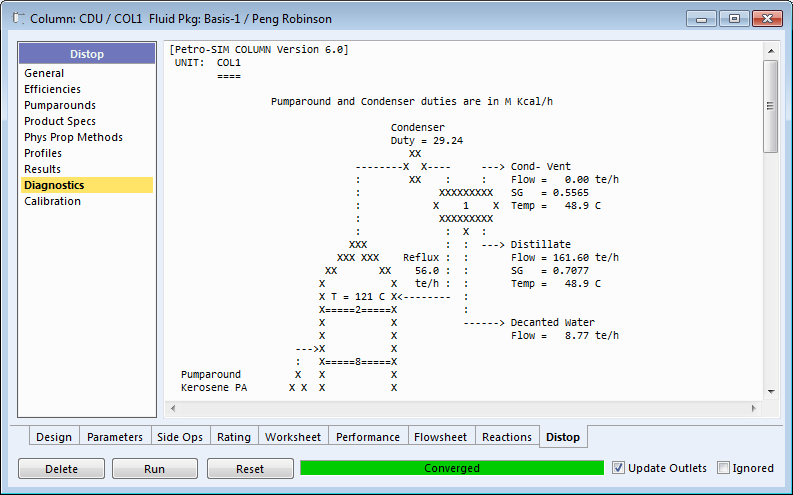 Column: CDU / COL1 Fluid Pkg: Basis-1 / Peng Robinson
Distop
General
Efficiencies
Pumparounds
Product Specs
Phys Prop Methods
Profiles
Results
Diagnostics
Calibration
[Petro-SIM COLUMN Version 6.0]
UNIT: COL1
====
Pumparound and Condenser duties are in M Kcal/h
Condenser
Duty = 29.24
XX
--------X X---- ---> Cond- Vent
: XX : : Flow = 0.00 te/h
: XXXXXXXXX SG = 0.5565
: X 1 X Temp = 48.9 C
: XXXXXXXXX
: : X :
XXX : : ---> Distillate
XXX XXX Reflux : : Flow = 161.60 te/h
XX XX 56.0 : : SG = 0.7077
X X te/h : : Temp = 48.9 C
X T = 121 C X<-------- :
X=====2=====X :
X X ------> Decanted Water
X X Flow = 8.77 te/h
--->X X
: X=====8=====X
Pumparound X X X
Kerosene PA X X X X
Design Parameters Side Ops Rating Worksheet Performance Flowsheet Reactions Distop
Delete Run Reset Converged Update Outlets Ignored